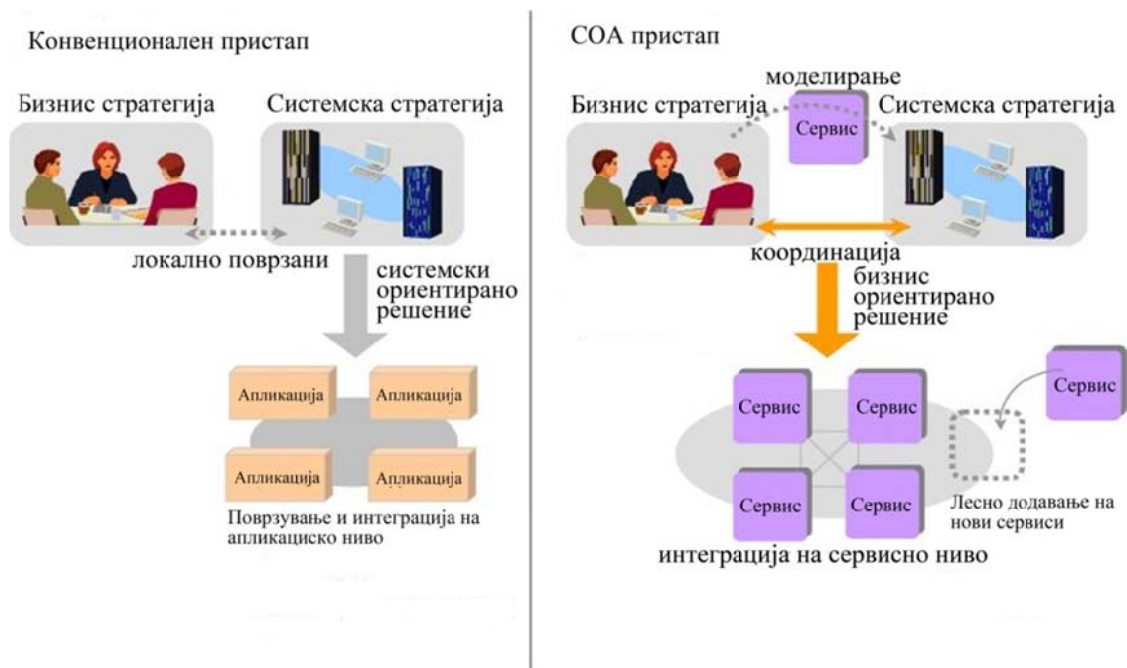 Конвенционален пристап
Бизнис стратегија
Системска стратегија
локално поврзани
системски
ориентирано
решение
Апликација
Апликација
Апликација
Апликација
Поврзување и интеграција на
апликациско ниво
СОА пристап
моделирање
Бизнис стратегија
Сервис
Системска стратегија
координација
бизнис
ориентирано
решение
Сервис
Сервис
Сервис
Сервис
Сервис
Лесно додавање на
нови сервиси
интеграција на сервисно ниво